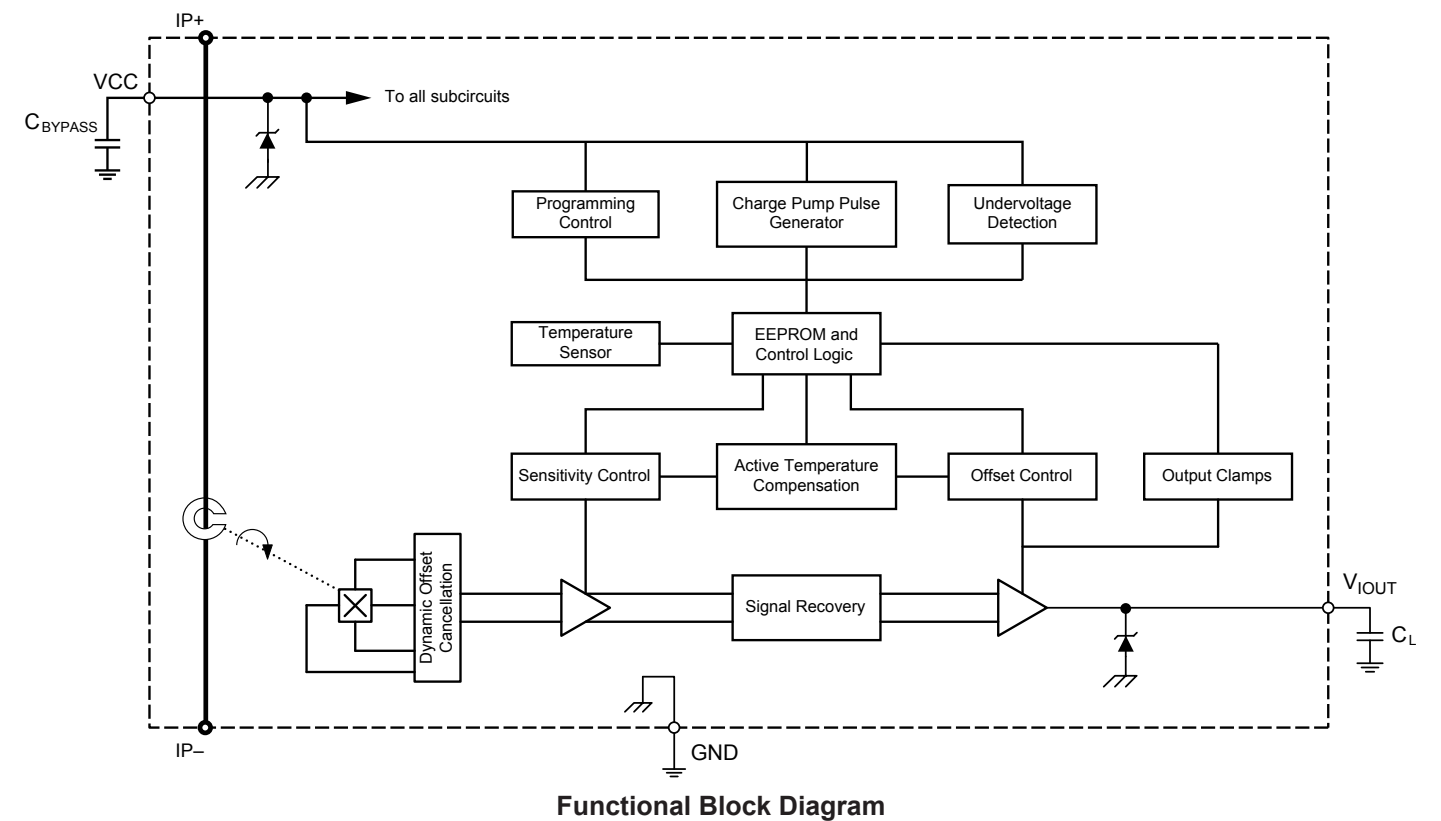 IP+
VCC
To all subcircuits
CBYPASS
Programming
Control
Charge Pump Pulse
Generator
Undervoltage
Detection
Temperature
Sensor
EEPROM and
Control Logic
Sensitivity Control
Active Temperature
Compensation
Offset Control
Output Clamps
Dynamic Offset
Cancellation
Signal Recovery
VIOUT
CL
IP–
GND
Functional Block Diagram